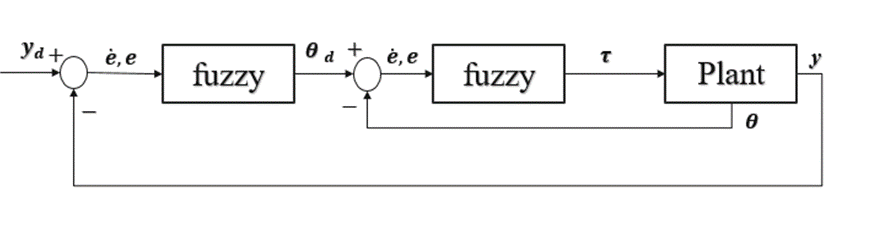 y_d + ė, e fuzzy θ_d + ė, e fuzzy τ Plant y
− − θ